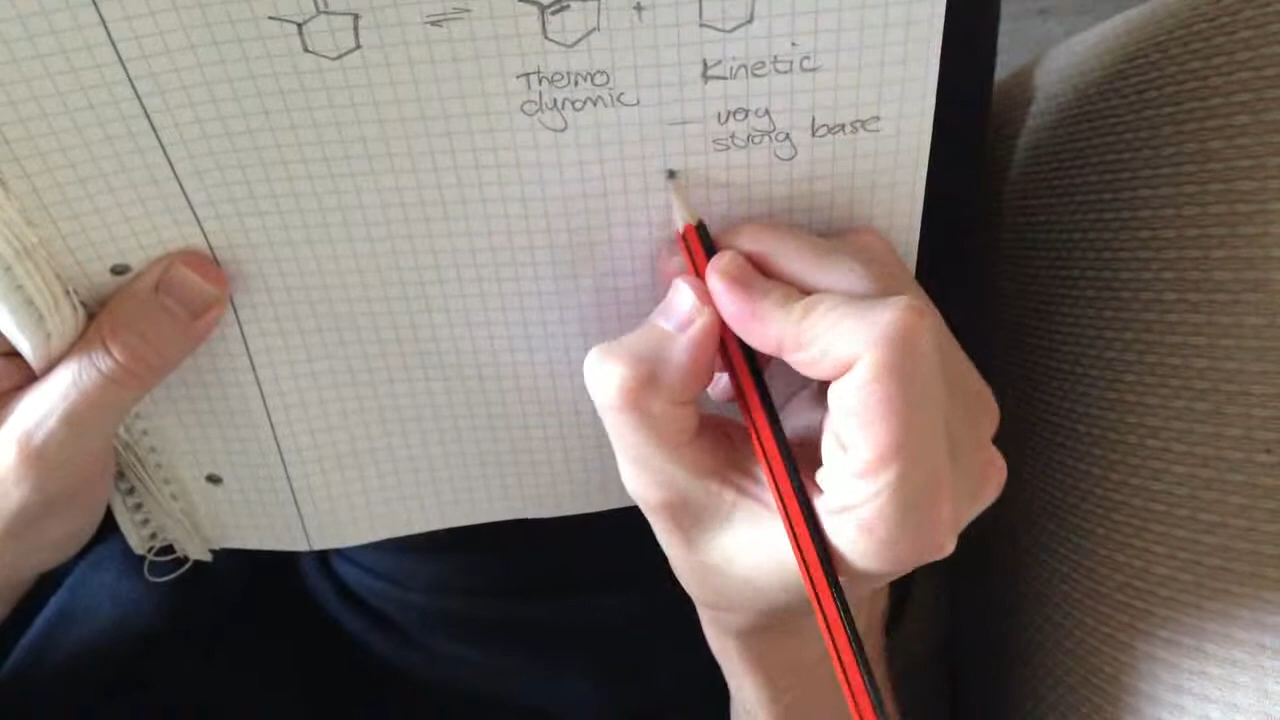 Thermo
dynamic
Kinetic
– very
strong base